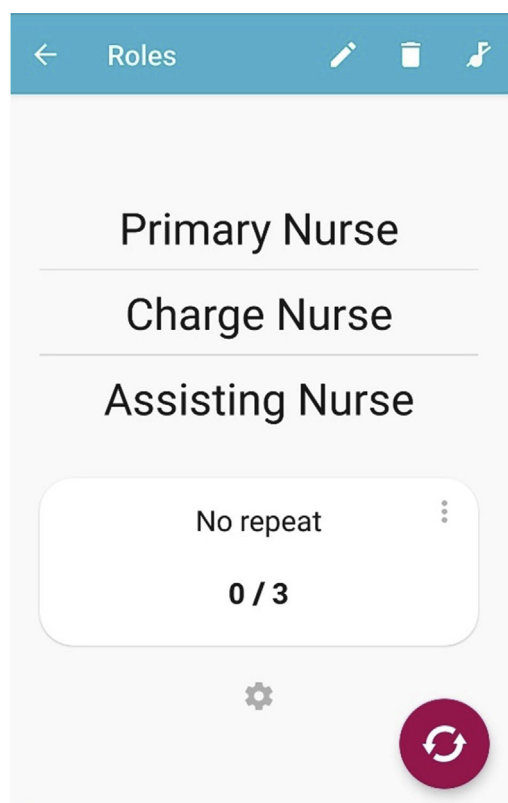 Roles
Primary Nurse
Charge Nurse
Assisting Nurse
No repeat
0 / 3